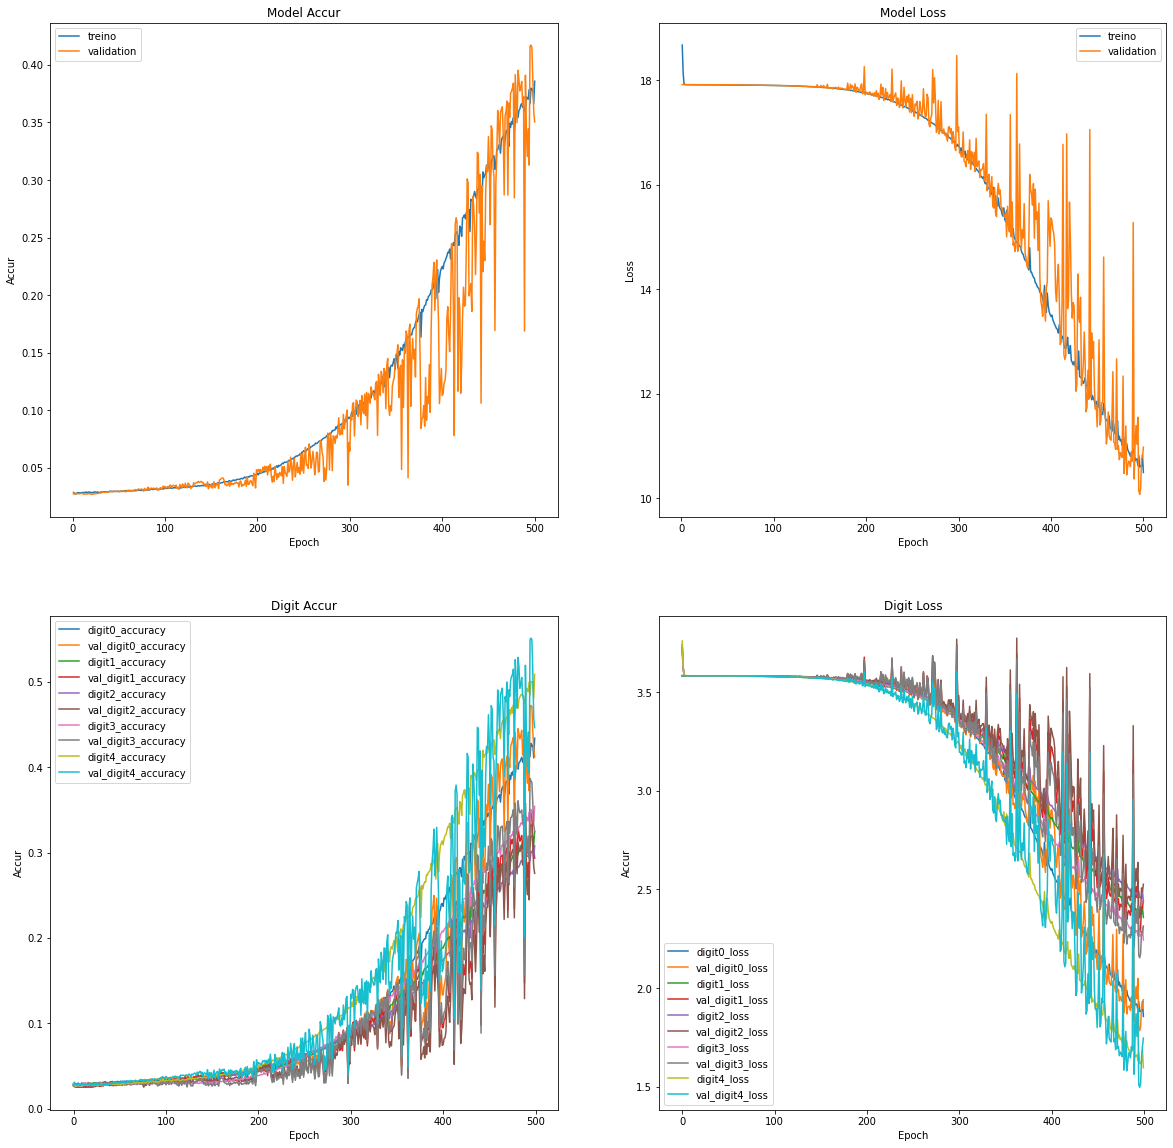 Model Accur
treino
validation
0.40
0.35
0.30
0.25
0.20
0.15
0.10
0.05
Accur
0 100 200 300 400 500
Epoch
Model Loss
treino
validation
18
16
14
12
10
Loss
0 100 200 300 400 500
Epoch
Digit Accur
digit0_accuracy
val_digit0_accuracy
digit1_accuracy
val_digit1_accuracy
digit2_accuracy
val_digit2_accuracy
digit3_accuracy
val_digit3_accuracy
digit4_accuracy
val_digit4_accuracy
0.5
0.4
0.3
0.2
0.1
0.0
Accur
0 100 200 300 400 500
Epoch
Digit Loss
3.5
3.0
2.5
2.0
1.5
Accur
digit0_loss
val_digit0_loss
digit1_loss
val_digit1_loss
digit2_loss
val_digit2_loss
digit3_loss
val_digit3_loss
digit4_loss
val_digit4_loss
0 100 200 300 400 500
Epoch